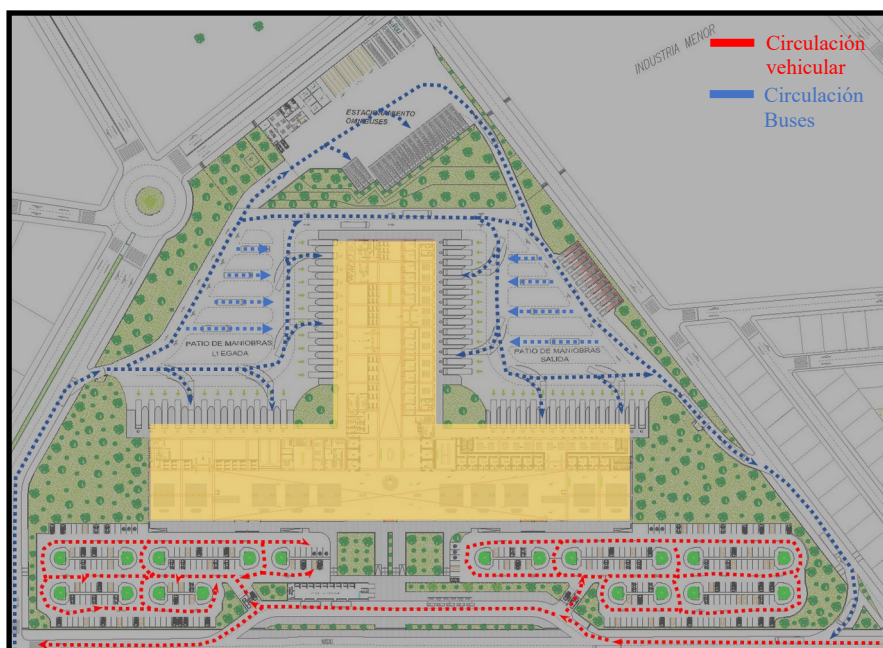 INDUSTRIA MENOR
Circulación
vehicular
Circulación
Buses
ESTACIONAMIENTO
OMNIBUSES
PATIO DE MANIOBRAS
LLEGADA
PATIO DE MANIOBRAS
SALIDA